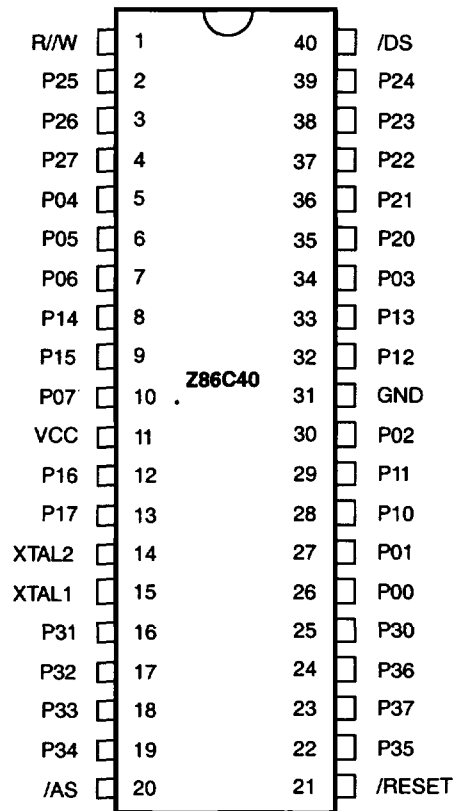 R//W 1 40 /DS
P25 2 39 P24
P26 3 38 P23
P27 4 37 P22
P04 5 36 P21
P05 6 35 P20
P06 7 34 P03
P14 8 33 P13
P15 9 32 P12
Z86C40
P07 10 31 GND
VCC 11 30 P02
P16 12 29 P11
P17 13 28 P10
XTAL2 14 27 P01
XTAL1 15 26 P00
P31 16 25 P30
P32 17 24 P36
P33 18 23 P37
P34 19 22 P35
/AS 20 21 /RESET